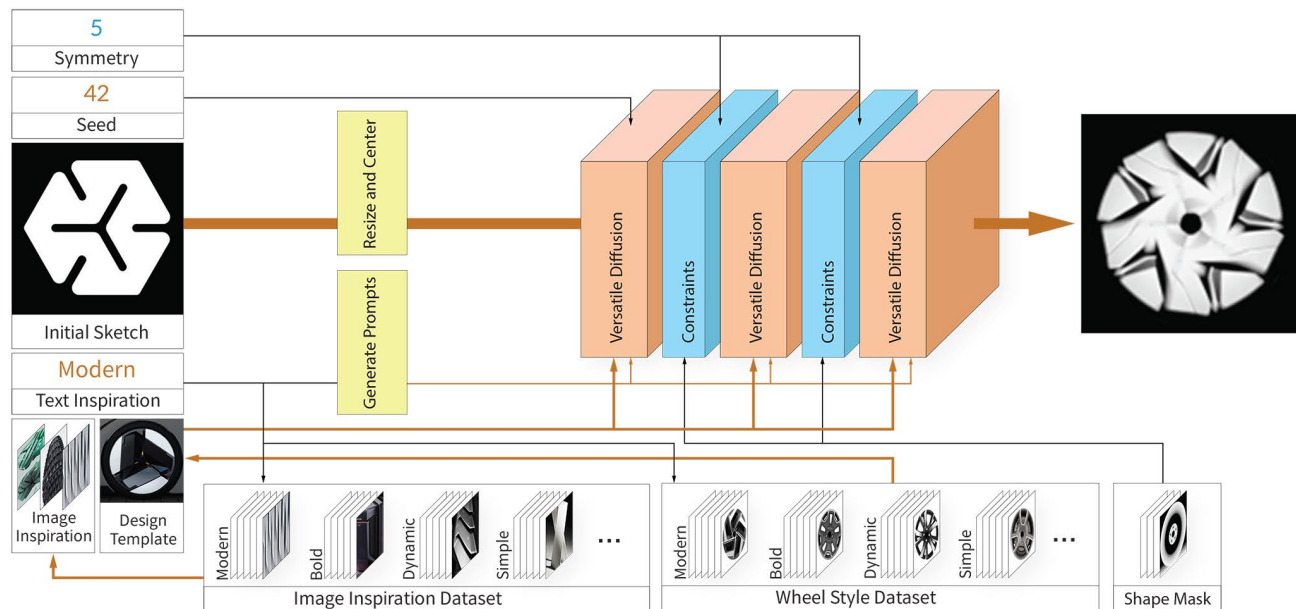 5
Symmetry
42
Seed
Initial Sketch
Modern
Text Inspiration
Image
Inspiration
Design
Template
Resize and Center
Generate Prompts
Versatile Diffusion
Constraints
Versatile Diffusion
Constraints
Versatile Diffusion
Modern
Bold
Dynamic
Simple
...
Image Inspiration Dataset
Modern
Bold
Dynamic
Simple
...
Wheel Style Dataset
Shape Mask